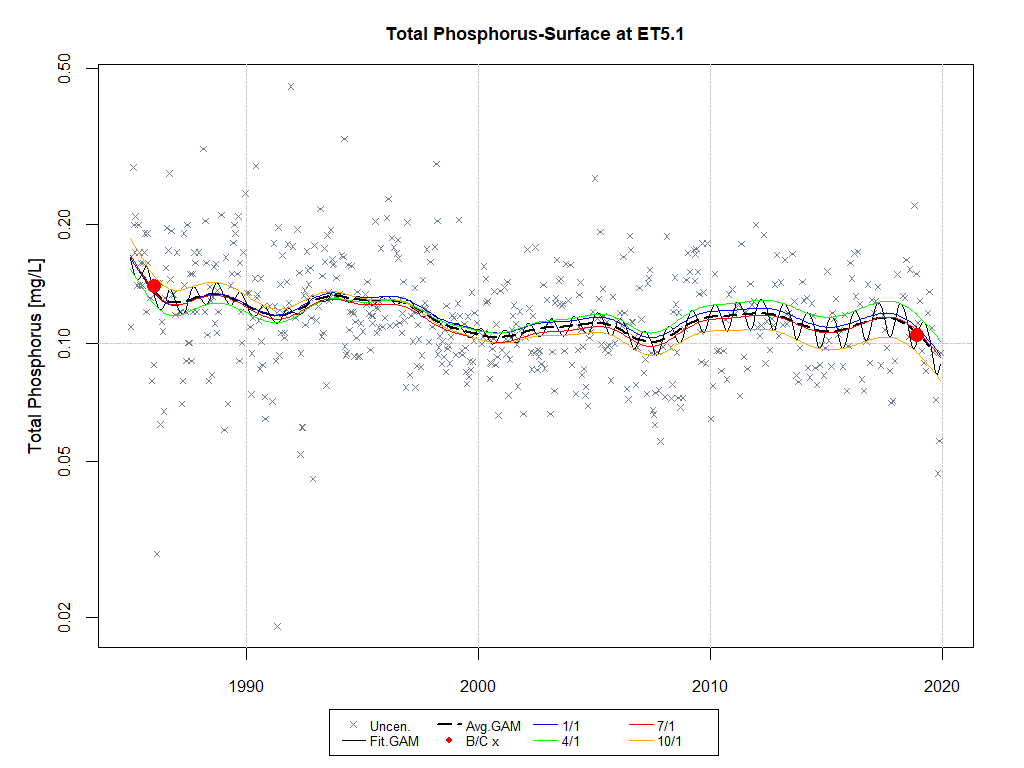 Total Phosphorus-Surface at ET5.1
Total Phosphorus [mg/L]
0.50
0.20
0.10
0.05
0.02
1990 2000 2010 2020
Uncen. Avg.GAM 1/1 7/1
Fit.GAM B/C x 4/1 10/1